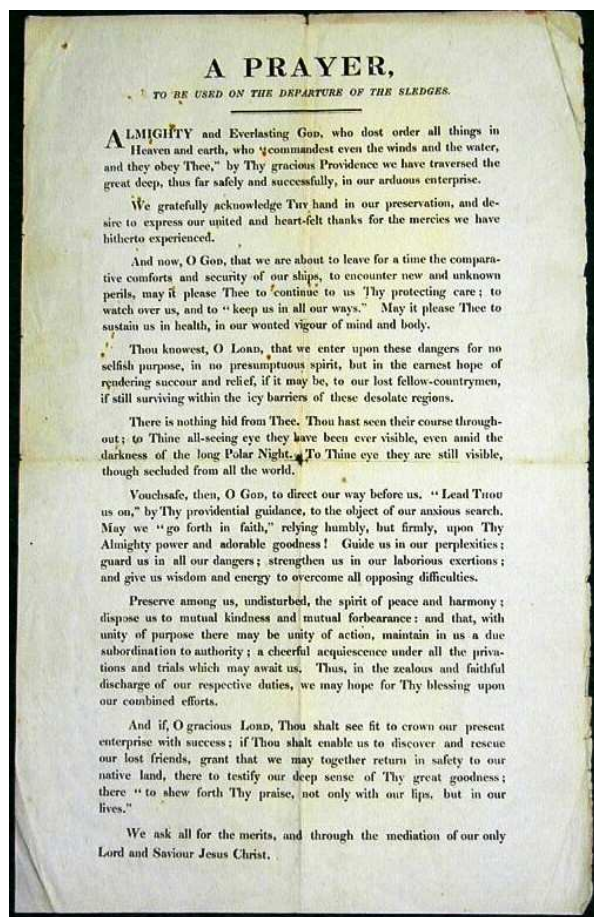 A PRAYER,
TO BE USED ON THE DEPARTURE OF THE SLEDGES.
ALMIGHTY and Everlasting GOD, who dost order all things in
Heaven and earth, who "commandest even the winds and the water,
and they obey Thee," by Thy gracious Providence we have traversed the
great deep, thus far safely and successfully, in our arduous enterprise.
We gratefully acknowledge THY hand in our preservation, and de-
sire to express our united and heart-felt thanks for the mercies we have
hitherto experienced.
And now, O GOD, that we are about to leave for a time the compara-
tive comforts and security of our ships, to encounter new and unknown
perils, may it please Thee to continue to us Thy protecting care; to
watch over us, and to "keep us in all our ways." May it please Thee to
sustain us in health, in our wonted vigour of mind and body.
Thou knowest, O LORD, that we enter upon these dangers for no
selfish purpose, in no presumptuous spirit, but in the earnest hope of
rendering succour and relief, if it may be, to our lost fellow-countrymen,
if still surviving within the icy barriers of these desolate regions.
There is nothing hid from Thee. Thou hast seen their course through-
out; to Thine all-seeing eye they have been ever visible, even amid the
darkness of the long Polar Night. To Thine eye they are still visible,
though secluded from all the world.
Vouchsafe, then, O GOD, to direct our way before us. "Lead THOU
us on," by Thy providential guidance, to the object of our anxious search.
May we "go forth in faith," relying humbly, but firmly, upon Thy
Almighty power and adorable goodness! Guide us in our perplexities;
guard us in all our dangers; strengthen us in our laborious exertions;
and give us wisdom and energy to overcome all opposing difficulties.
Preserve among us, undisturbed, the spirit of peace and harmony;
dispose us to mutual kindness and mutual forbearance: and that, with
unity of purpose there may be unity of action, maintain in us a due
subordination to authority; a cheerful acquiescence under all the priva-
tions and trials which may await us. Thus, in the zealous and faithful
discharge of our respective duties, we may hope for Thy blessing upon
our combined efforts.
And if, O gracious LORD, Thou shalt see fit to crown our present
enterprise with success; if Thou shalt enable us to discover and rescue
our lost friends, grant that we may together return in safety to our
native land, there to testify our deep sense of Thy great goodness;
there "to shew forth Thy praise, not only with our lips, but in our
lives."
We ask all for the merits, and through the mediation of our only
Lord and Saviour Jesus Christ.